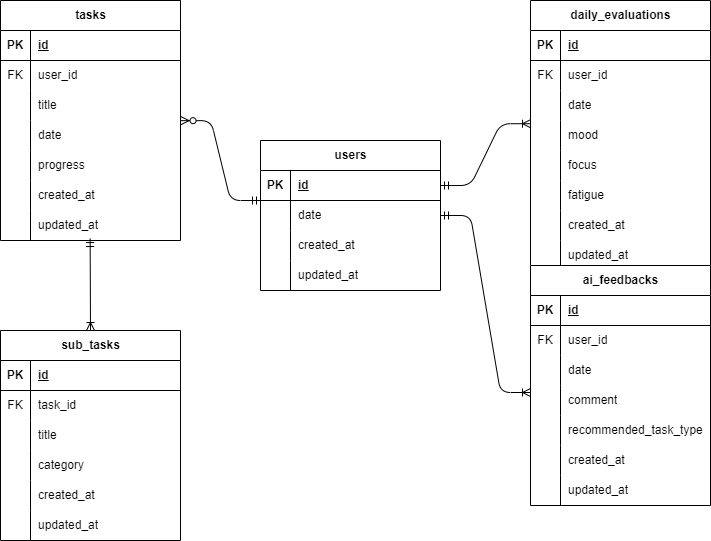 tasks
PK id
FK user_id
title
date
progress
created_at
updated_at
users
PK id
date
created_at
updated_at
daily_evaluations
PK id
FK user_id
date
mood
focus
fatigue
created_at
updated_at
sub_tasks
PK id
FK task_id
title
category
created_at
updated_at
ai_feedbacks
PK id
FK user_id
date
comment
recommended_task_type
created_at
updated_at